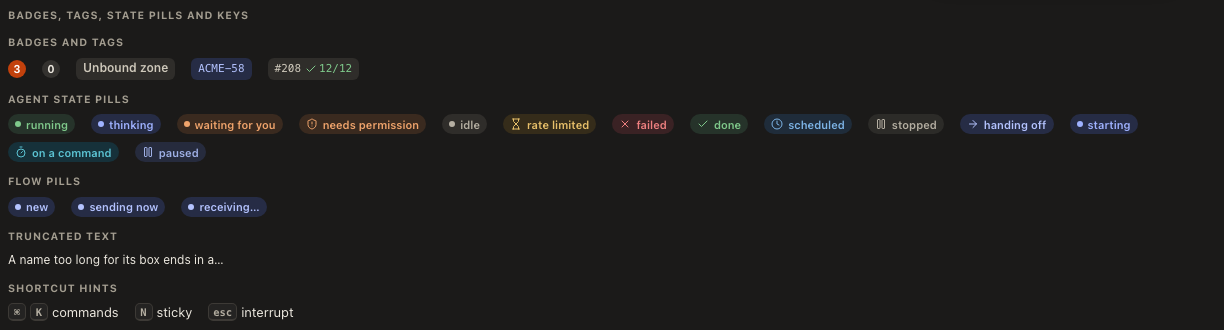 BADGES, TAGS, STATE PILLS AND KEYS
BADGES AND TAGS
3 0 Unbound zone ACME-58 #208 ✓ 12/12
AGENT STATE PILLS
running thinking waiting for you needs permission idle rate limited failed done scheduled stopped handing off starting
on a command paused
FLOW PILLS
new sending now receiving...
TRUNCATED TEXT
A name too long for its box ends in a...
SHORTCUT HINTS
⌘ K commands N sticky esc interrupt